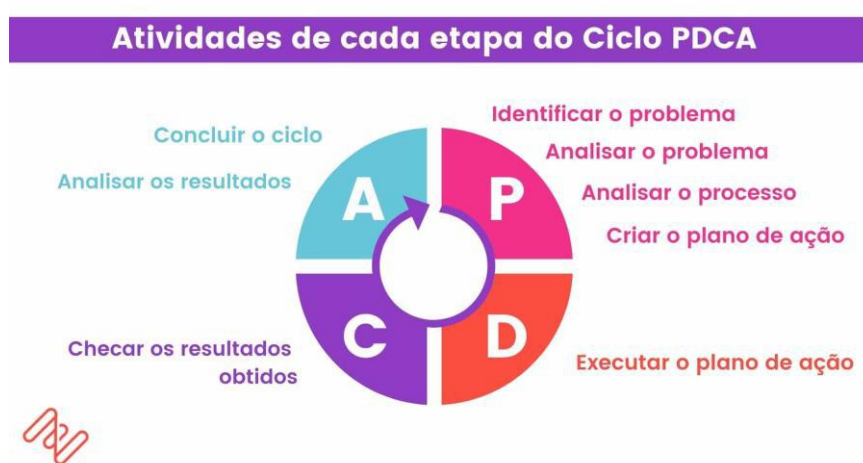 Atividades de cada etapa do Ciclo PDCA
Concluir o ciclo
Analisar os resultados
A
P
Identificar o problema
Analisar o problema
Analisar o processo
Criar o plano de ação
C
D
Checar os resultados
obtidos
Executar o plano de ação